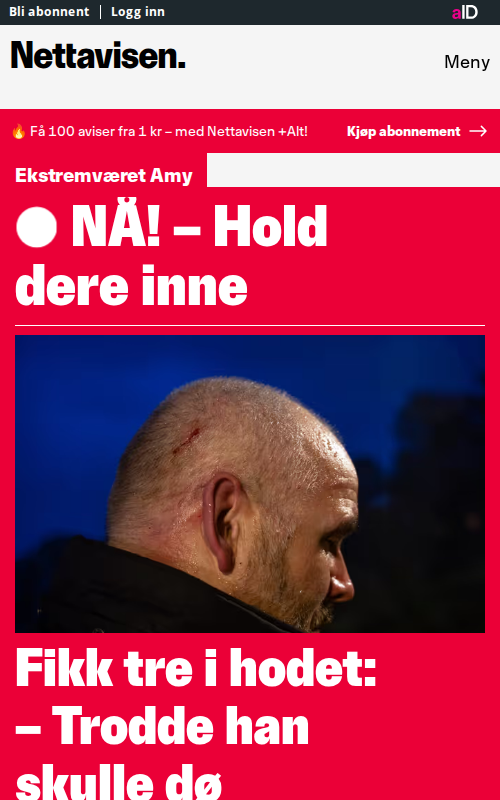 Bli abonnent | Logg inn
aID
Nettavisen.
Meny
🔥 Få 100 aviser fra 1 kr – med Nettavisen +Alt!
Kjøp abonnement →
Ekstremværet Amy
NÅ! – Hold
dere inne
Fikk tre i hodet:
– Trodde han
skulle dø